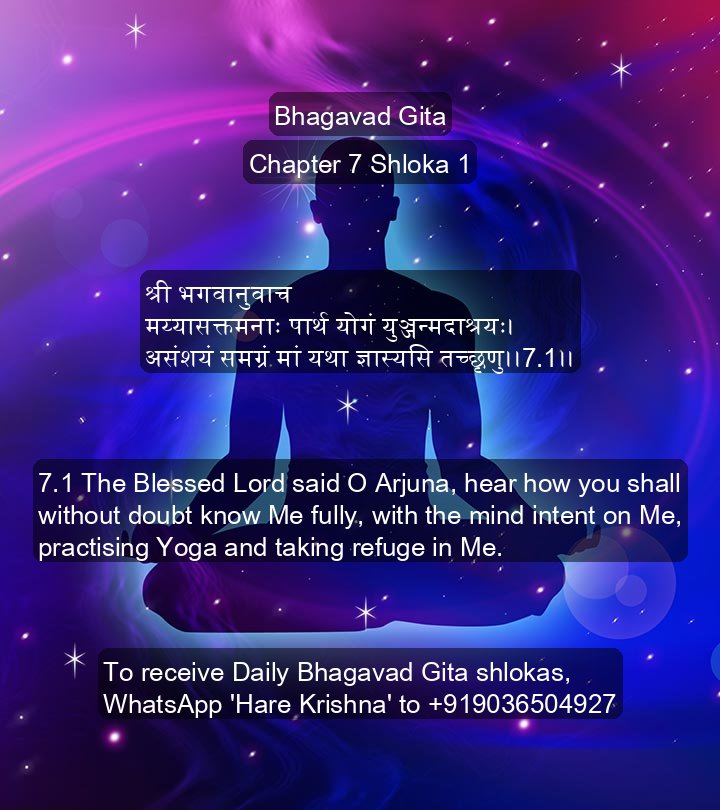 Bhagavad Gita
Chapter 7 Shloka 1
श्री भगवानुवाच
मय्यासक्तमनाः पार्थ योगं युञ्जन्मदाश्रयः।
असंशयं समग्रं मां यथा ज्ञास्यसि तच्छृणु।।7.1।।
7.1 The Blessed Lord said O Arjuna, hear how you shall
without doubt know Me fully, with the mind intent on Me,
practising Yoga and taking refuge in Me.
To receive Daily Bhagavad Gita shlokas,
WhatsApp 'Hare Krishna' to +919036504927